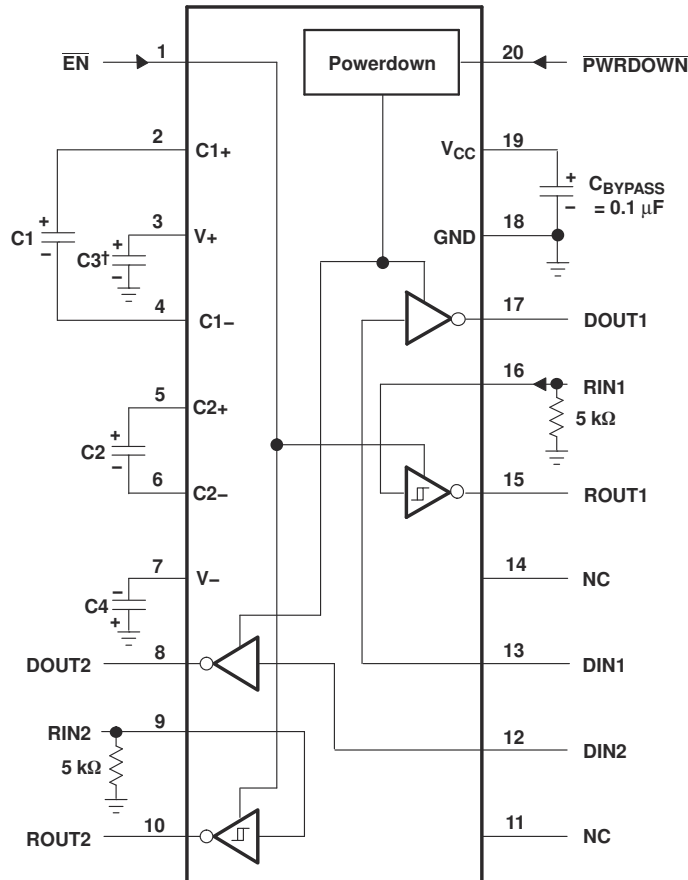 E̅N̅ 1
Powerdown
20 P̅W̅R̅D̅O̅W̅N̅
2 C1+
VCC 19
+
−
CBYPASS
= 0.1 μF
C1 +
−
3 V+
+
−
C3†
GND 18
4 C1−
17 DOUT1
16 RIN1
5 kΩ
5 C2+
C2 +
−
6 C2−
15 ROUT1
7 V−
−
+
C4
14 NC
DOUT2 8
13 DIN1
RIN2 9
5 kΩ
12 DIN2
ROUT2 10
11 NC